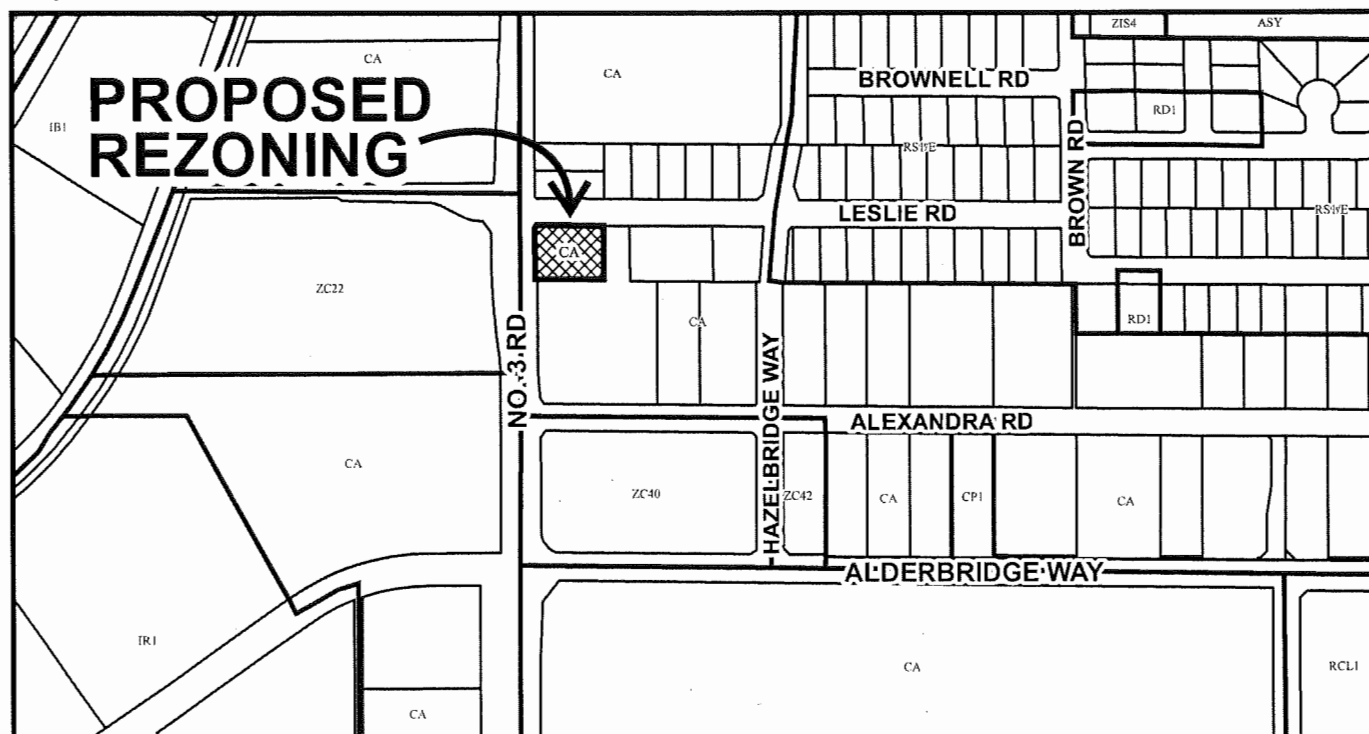 ZIS4
ASY
CA
CA
BROWNELL RD
PROPOSED
REZONING
IB1
RD1
BROWN RD
RS1/E
LESLIE RD
RS1/E
CA
ZC22
CA
RD1
NO. 3 RD
HAZELBRIDGE WAY
ALEXANDRA RD
CA
ZC40
ZC42
CA
CP1
CA
ALDERBRIDGE WAY
IR1
CA
RCL1
CA